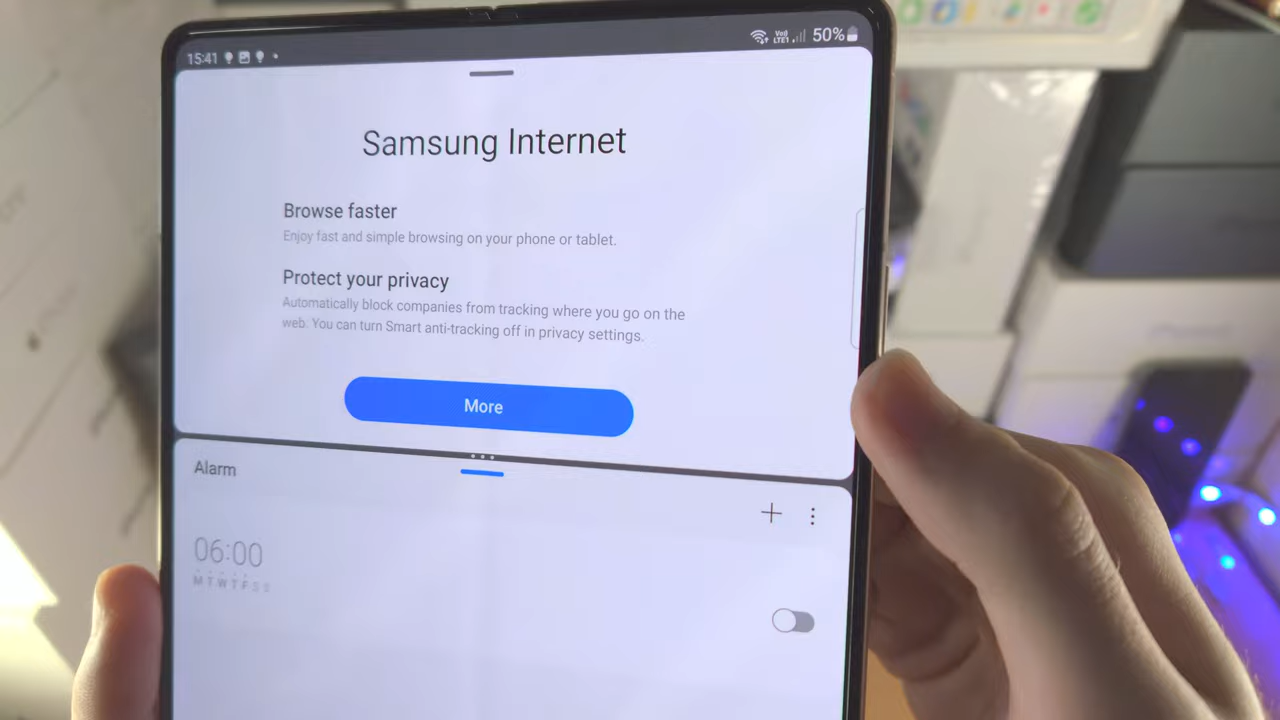 15:41
Vo))
LTE1
50%
Samsung Internet
Browse faster
Enjoy fast and simple browsing on your phone or tablet.
Protect your privacy
Automatically block companies from tracking where you go on the
web. You can turn Smart anti-tracking off in privacy settings.
More
Alarm
06:00
M T W T F S S